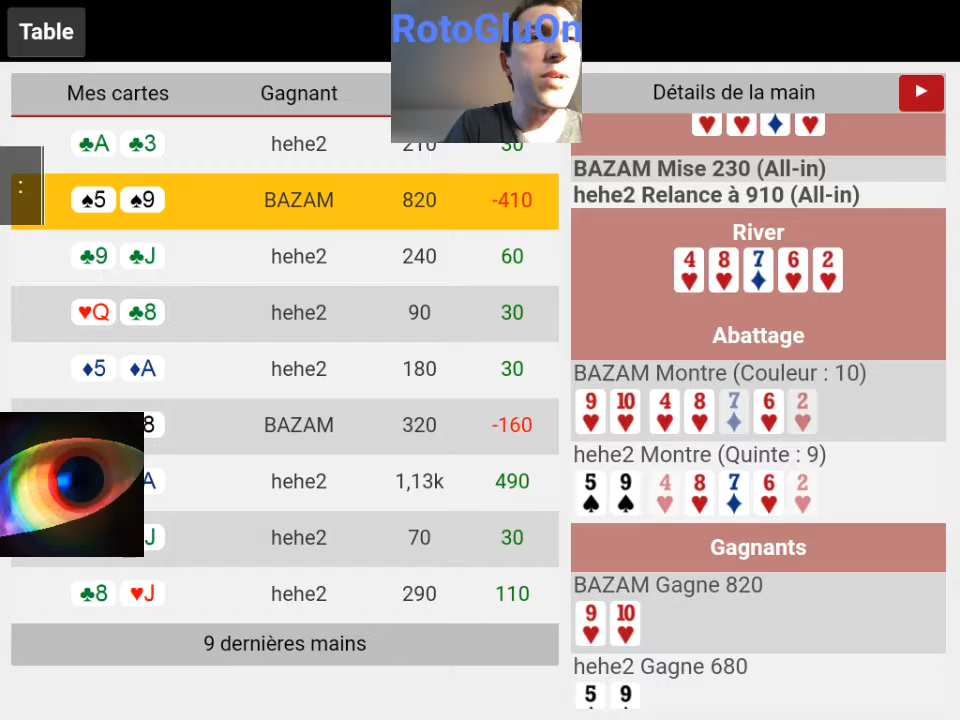 Table
RotoGluOn
Mes cartes Gagnant
Détails de la main
♣A ♣3 hehe2 210 30
♠5 ♠9 BAZAM 820 -410
♣9 ♣J hehe2 240 60
♥Q ♣8 hehe2 90 30
♦5 ♦A hehe2 180 30
8 BAZAM 320 -160
A hehe2 1,13k 490
J hehe2 70 30
♣8 ♥J hehe2 290 110
9 dernières mains
BAZAM Mise 230 (All-in)
hehe2 Relance à 910 (All-in)
River
4 8 7 6 2
Abattage
BAZAM Montre (Couleur : 10)
9 10 4 8 7 6 2
hehe2 Montre (Quinte : 9)
5 9 4 8 7 6 2
Gagnants
BAZAM Gagne 820
9 10
hehe2 Gagne 680
5 9